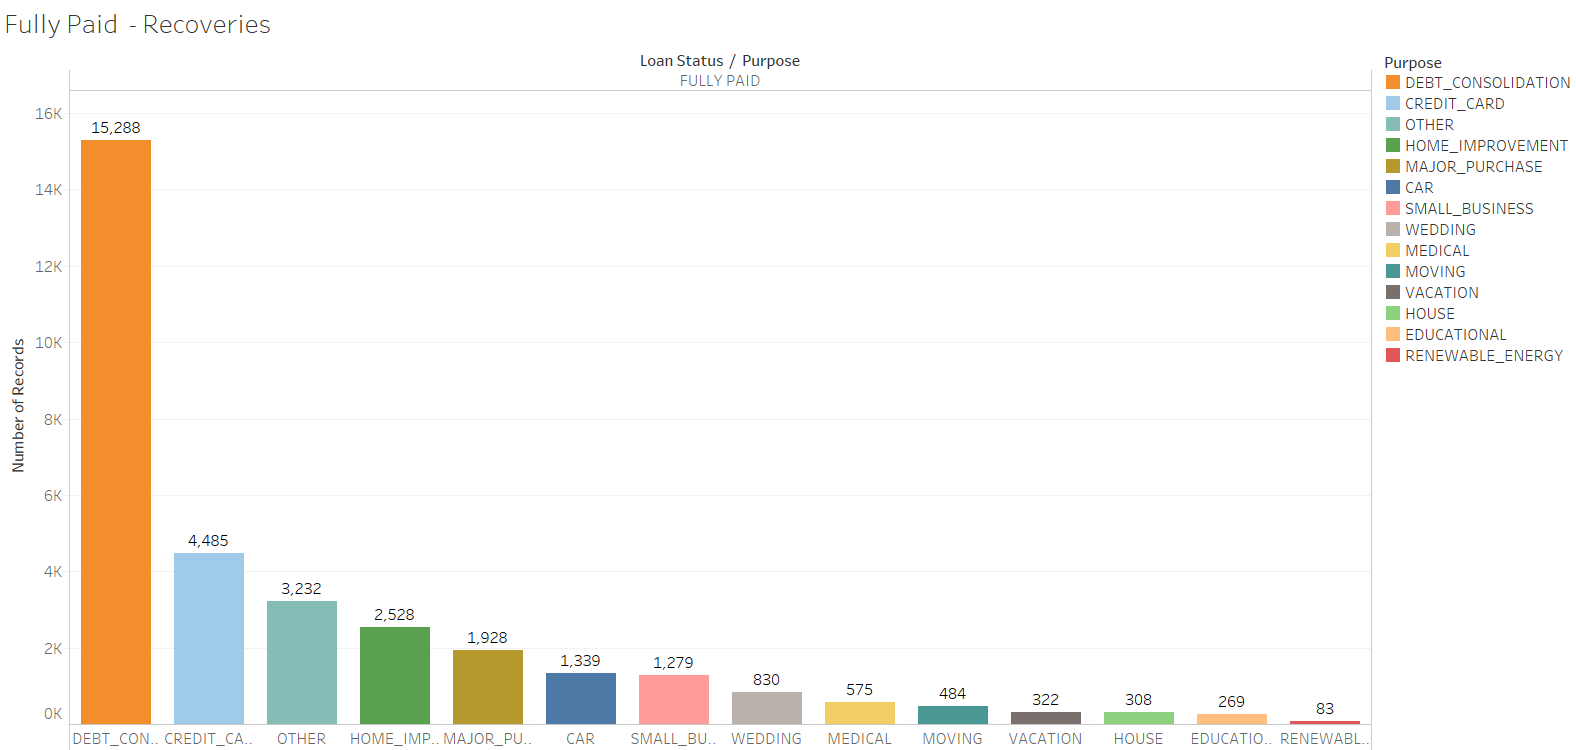 Fully Paid - Recoveries
Loan Status / Purpose
FULLY PAID
Number of Records
16K
14K
12K
10K
8K
6K
4K
2K
0K
15,288
4,485
3,232
2,528
1,928
1,339
1,279
830
575
484
322
308
269
83
DEBT_CON..
CREDIT_CA..
OTHER
HOME_IMP..
MAJOR_PU..
CAR
SMALL_BU..
WEDDING
MEDICAL
MOVING
VACATION
HOUSE
EDUCATIO..
RENEWABL..
Purpose
DEBT_CONSOLIDATION
CREDIT_CARD
OTHER
HOME_IMPROVEMENT
MAJOR_PURCHASE
CAR
SMALL_BUSINESS
WEDDING
MEDICAL
MOVING
VACATION
HOUSE
EDUCATIONAL
RENEWABLE_ENERGY